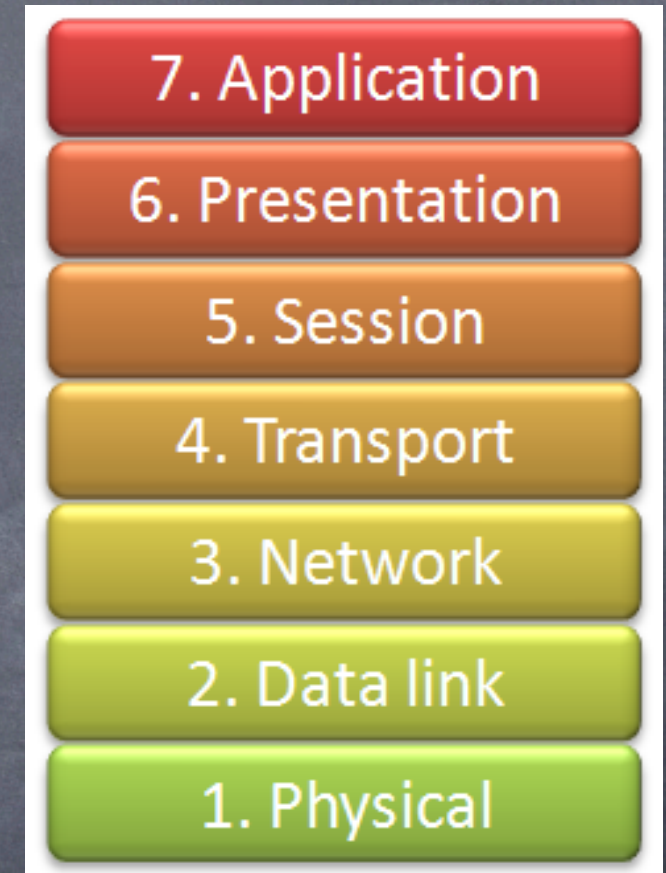 7. Application
6. Presentation
5. Session
4. Transport
3. Network
2. Data link
1. Physical